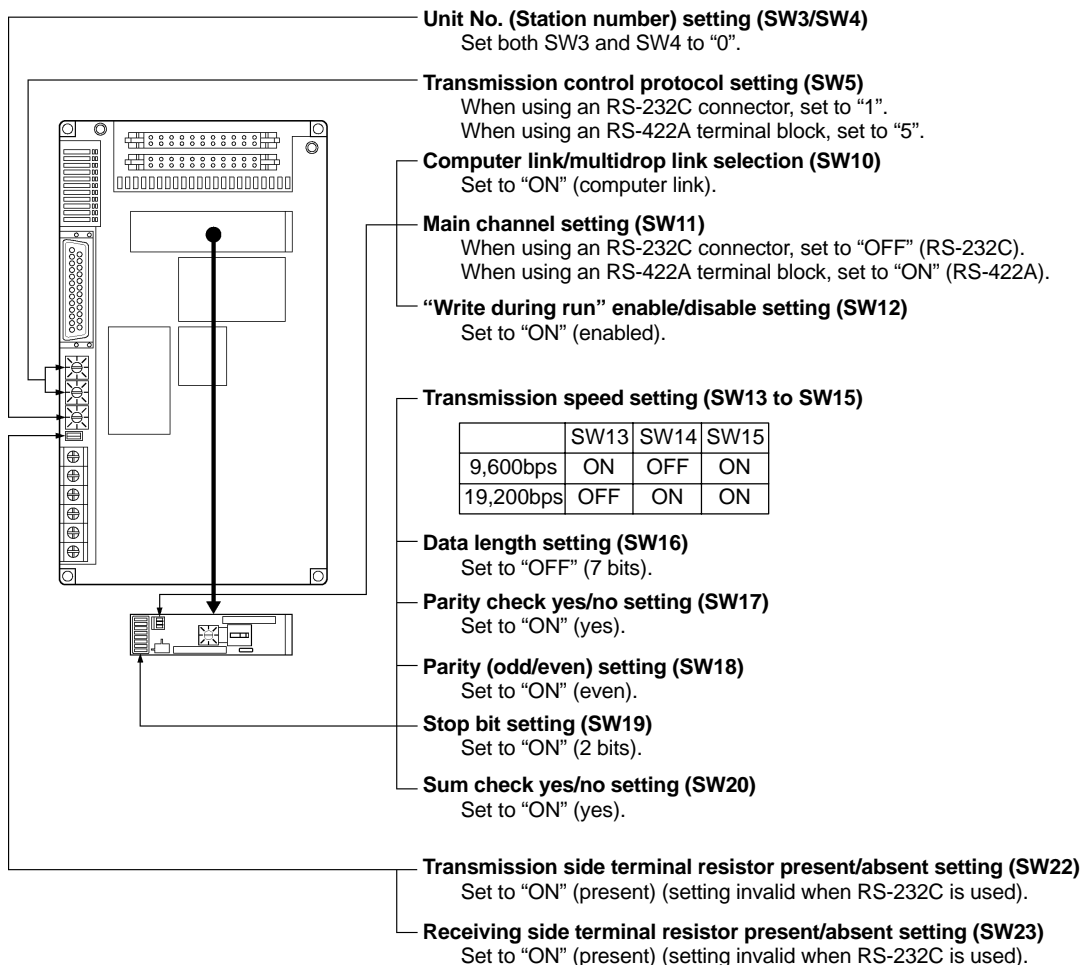 Unit No. (Station number) setting (SW3/SW4)
Set both SW3 and SW4 to “0”.
Transmission control protocol setting (SW5)
When using an RS-232C connector, set to “1”.
When using an RS-422A terminal block, set to “5”.
Computer link/multidrop link selection (SW10)
Set to “ON” (computer link).
Main channel setting (SW11)
When using an RS-232C connector, set to “OFF” (RS-232C).
When using an RS-422A terminal block, set to “ON” (RS-422A).
“Write during run” enable/disable setting (SW12)
Set to “ON” (enabled).
Transmission speed setting (SW13 to SW15)
SW13 SW14 SW15
9,600bps ON OFF ON
19,200bps OFF ON ON
Data length setting (SW16)
Set to “OFF” (7 bits).
Parity check yes/no setting (SW17)
Set to “ON” (yes).
Parity (odd/even) setting (SW18)
Set to “ON” (even).
Stop bit setting (SW19)
Set to “ON” (2 bits).
Sum check yes/no setting (SW20)
Set to “ON” (yes).
Transmission side terminal resistor present/absent setting (SW22)
Set to “ON” (present) (setting invalid when RS-232C is used).
Receiving side terminal resistor present/absent setting (SW23)
Set to “ON” (present) (setting invalid when RS-232C is used).